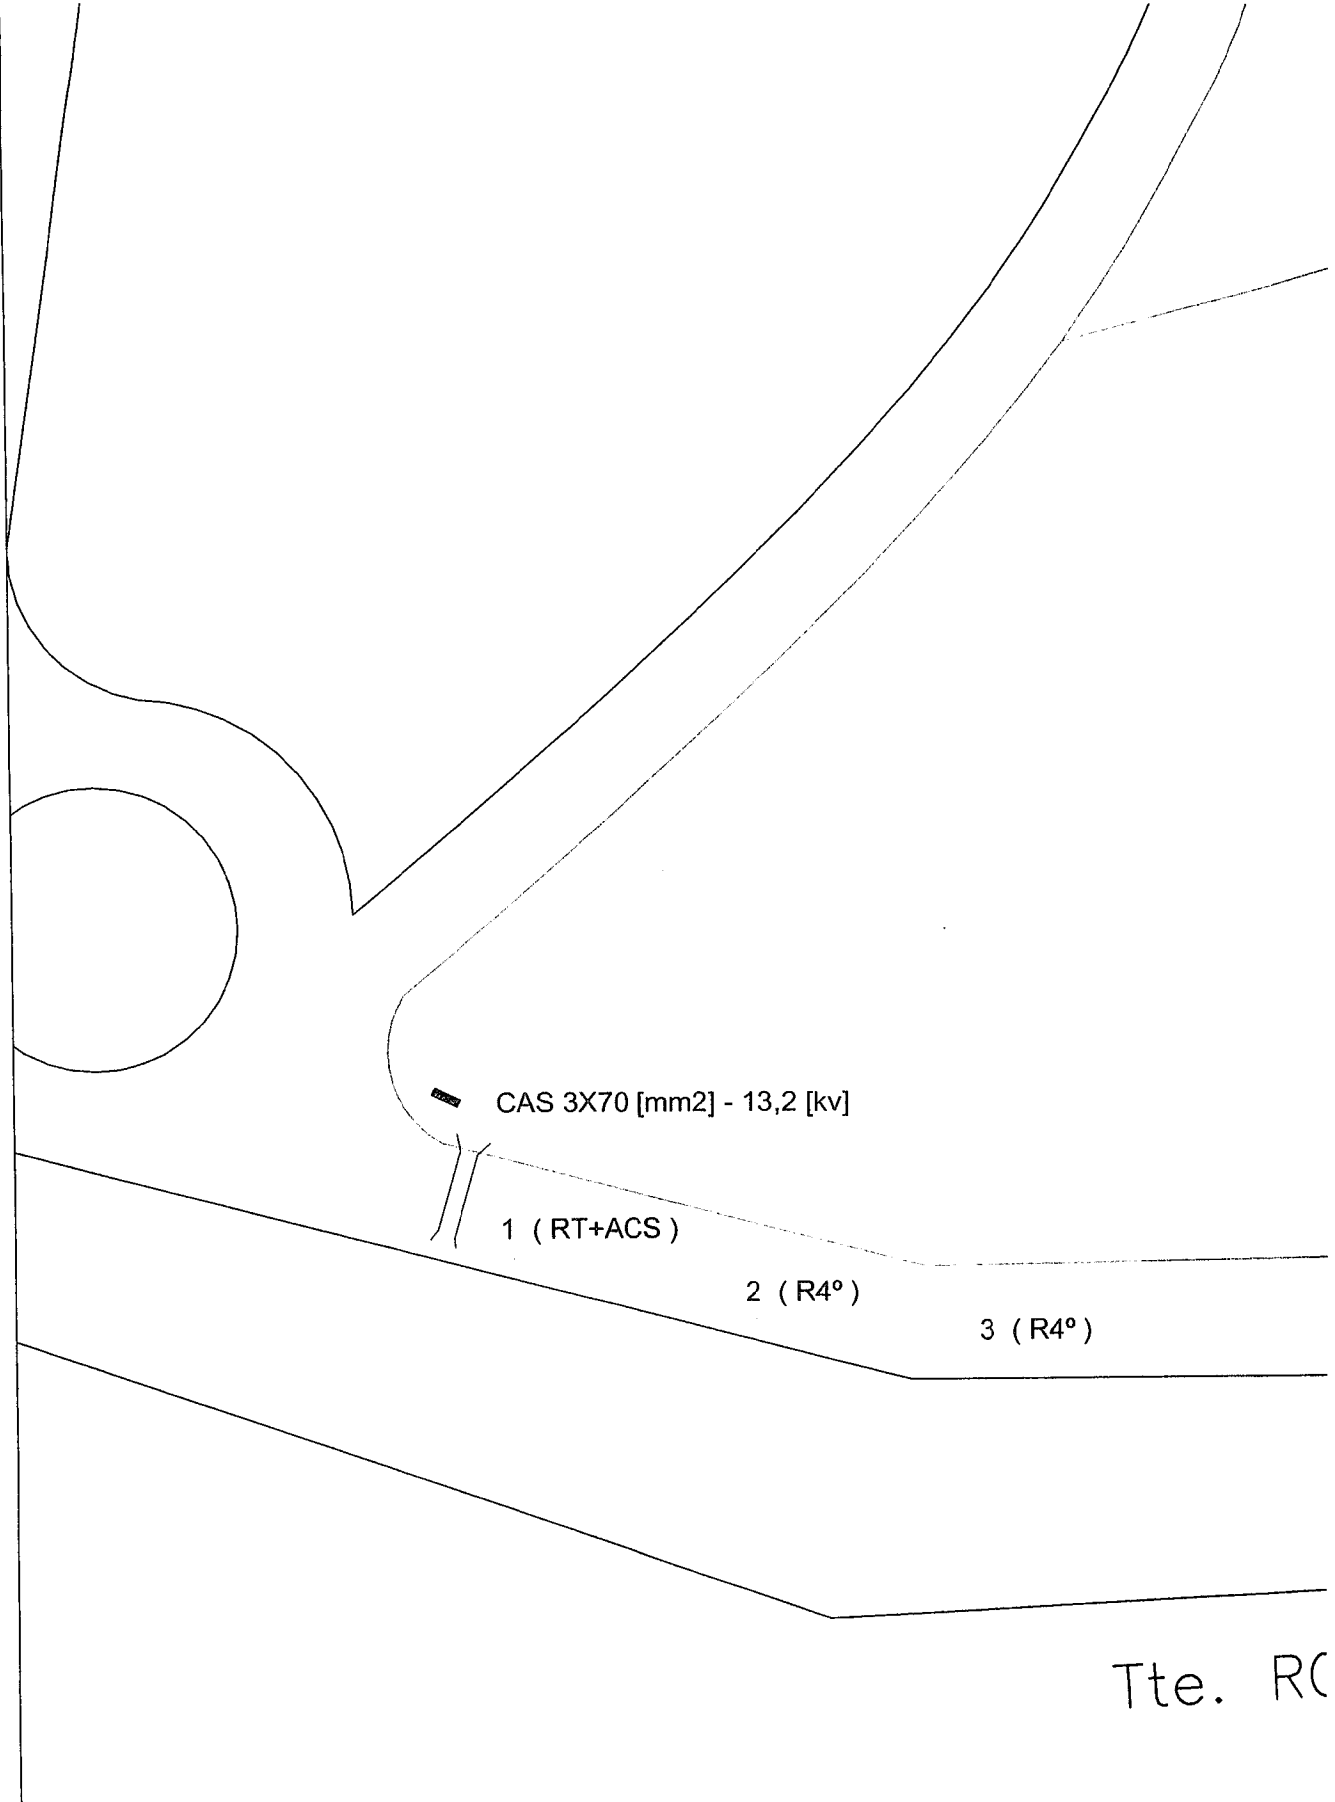 CAS 3X70 [mm2] - 13,2 [kv]
1 ( RT+ACS )
2 ( R4º )
3 ( R4º )
Tte.